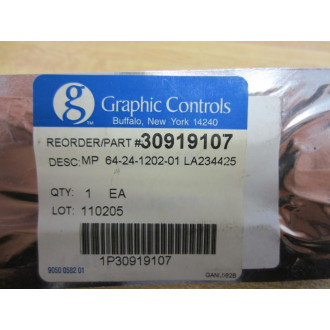 g
Graphic Controls
Buffalo, New York 14240
REORDER/PART #30919107
DESC: MP 64-24-1202-01 LA234425
QTY: 1 EA
LOT: 110205
1P30919107